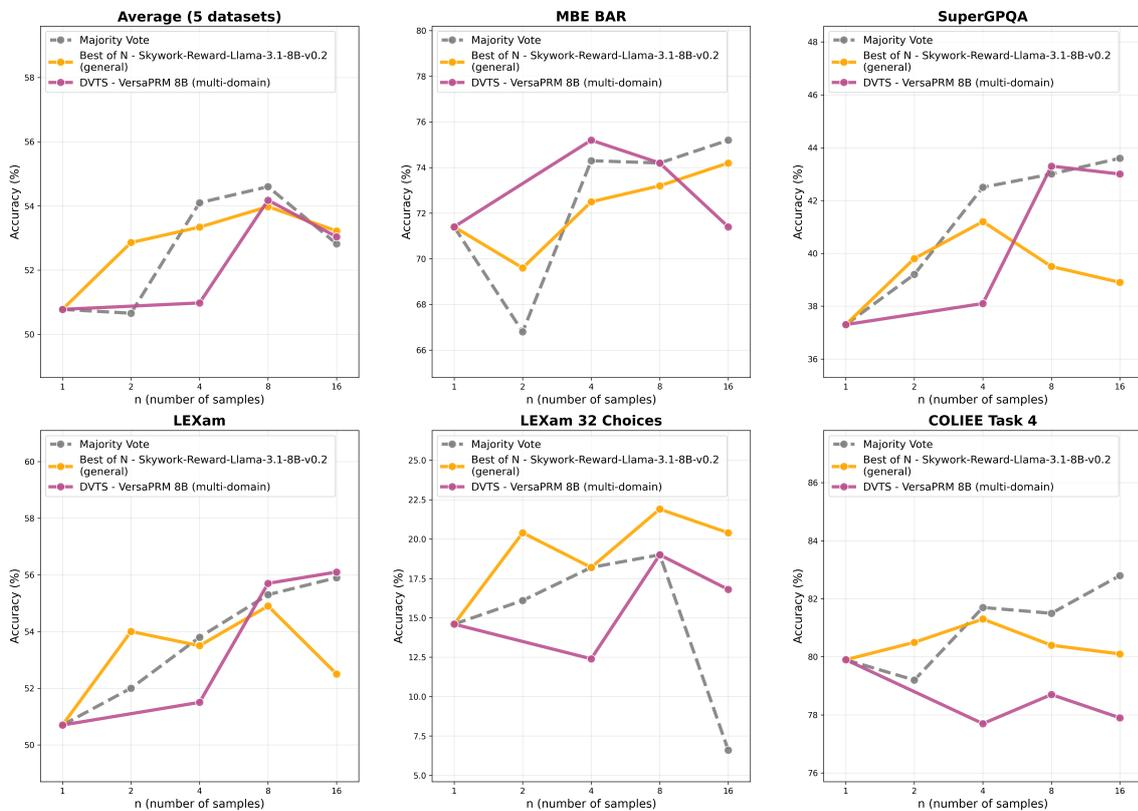 Average (5 datasets)
Majority Vote
Best of N - Skywork-Reward-Llama-3.1-8B-v0.2
(general)
DVTS - VersaPRM 8B (multi-domain)
Accuracy (%)
58
56
54
52
50
1 2 4 8 16
n (number of samples)
MBE BAR
Majority Vote
Best of N - Skywork-Reward-Llama-3.1-8B-v0.2
(general)
DVTS - VersaPRM 8B (multi-domain)
Accuracy (%)
80
78
76
74
72
70
68
66
1 2 4 8 16
n (number of samples)
SuperGPQA
Majority Vote
Best of N - Skywork-Reward-Llama-3.1-8B-v0.2
(general)
DVTS - VersaPRM 8B (multi-domain)
Accuracy (%)
48
46
44
42
40
38
36
1 2 4 8 16
n (number of samples)
LEXam
Majority Vote
Best of N - Skywork-Reward-Llama-3.1-8B-v0.2
(general)
DVTS - VersaPRM 8B (multi-domain)
Accuracy (%)
60
58
56
54
52
50
1 2 4 8 16
n (number of samples)
LEXam 32 Choices
Majority Vote
Best of N - Skywork-Reward-Llama-3.1-8B-v0.2
(general)
DVTS - VersaPRM 8B (multi-domain)
Accuracy (%)
25.0
22.5
20.0
17.5
15.0
12.5
10.0
7.5
5.0
1 2 4 8 16
n (number of samples)
COLIEE Task 4
Majority Vote
Best of N - Skywork-Reward-Llama-3.1-8B-v0.2
(general)
DVTS - VersaPRM 8B (multi-domain)
Accuracy (%)
86
84
82
80
78
76
1 2 4 8 16
n (number of samples)